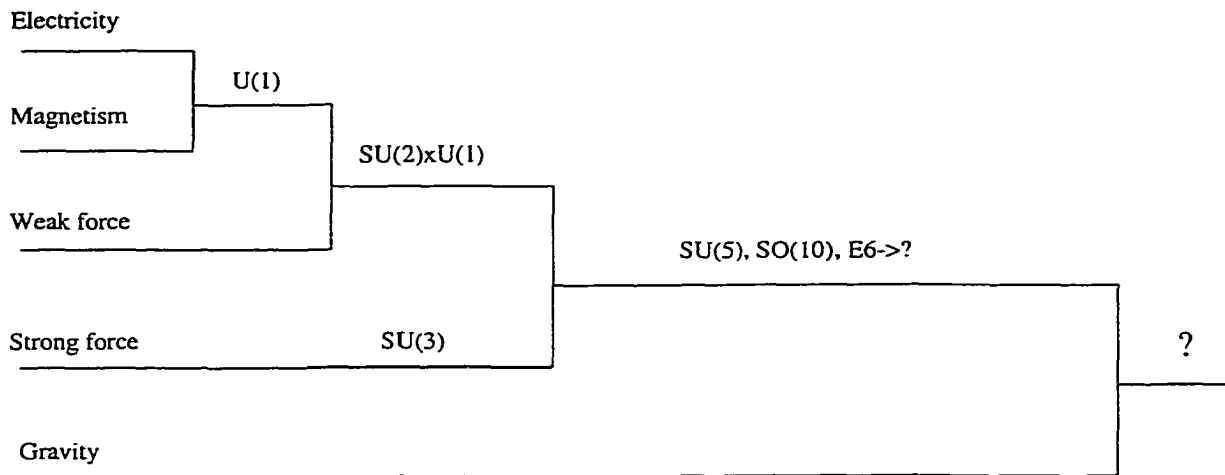 Electricity
U(1)
Magnetism
SU(2)xU(1)
Weak force
SU(5), SO(10), E6->?
Strong force
SU(3)
?
Gravity